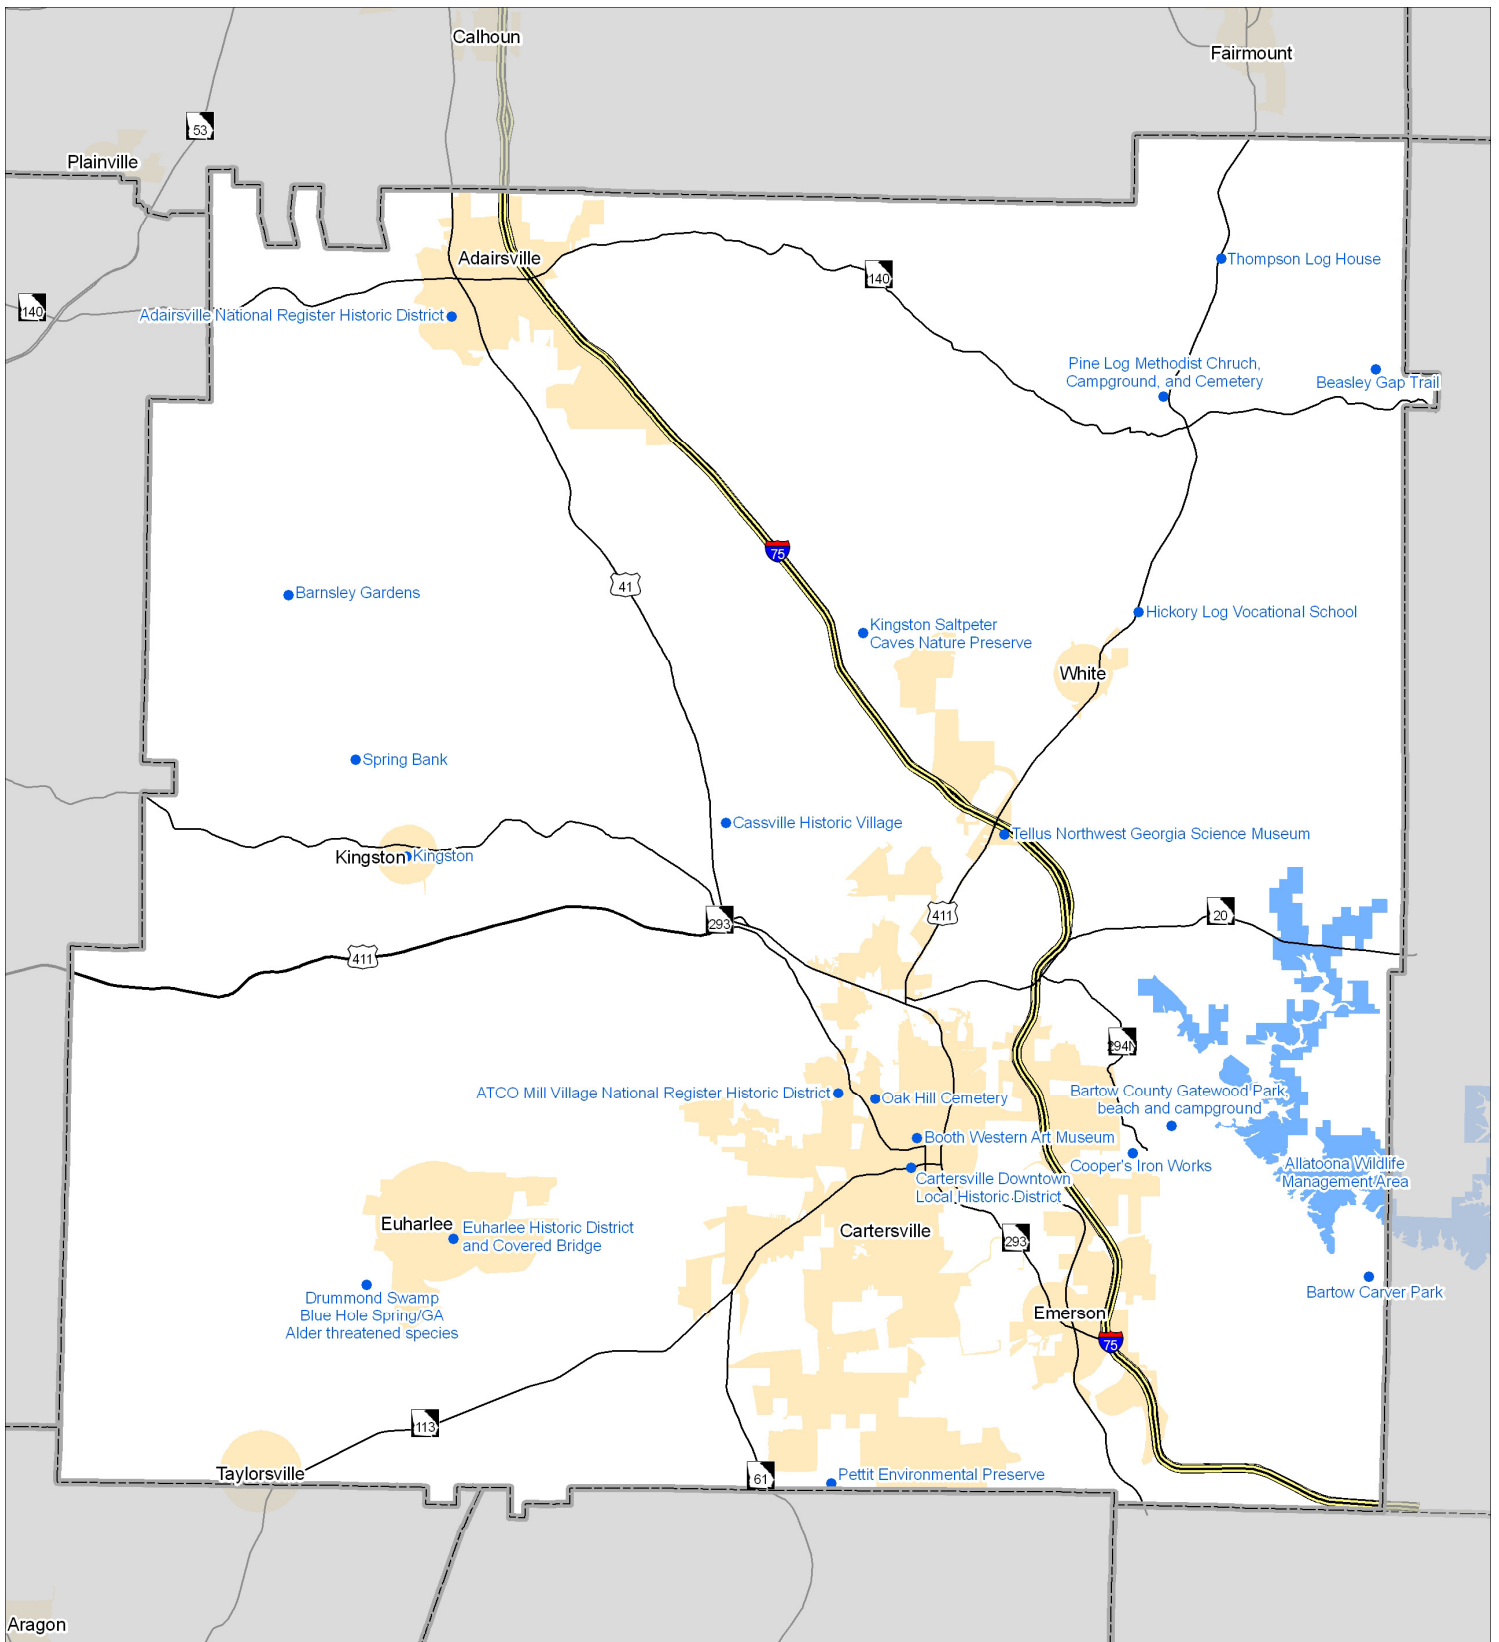 Calhoun
Fairmount
53
Plainville
Adairsville
Thompson Log House
140
140
Adairsville National Register Historic District
Pine Log Methodist Chruch,
Campground, and Cemetery
Beasley Gap Trail
75
41
Barnsley Gardens
Hickory Log Vocational School
Kingston Saltpeter
Caves Nature Preserve
White
Spring Bank
Cassville Historic Village
Tellus Northwest Georgia Science Museum
Kingston
Kingston
293
411
20
411
294N
ATCO Mill Village National Register Historic District
Oak Hill Cemetery
Bartow County Gatewood Park,
beach and campground
Booth Western Art Museum
Cooper's Iron Works
Allatoona Wildlife
Management Area
Cartersville Downtown
Local Historic District
Euharlee
Euharlee Historic District
and Covered Bridge
Cartersville
293
Drummond Swamp
Blue Hole Spring/GA
Alder threatened species
Bartow Carver Park
Emerson
75
113
Taylorsville
61
Pettit Environmental Preserve
Aragon